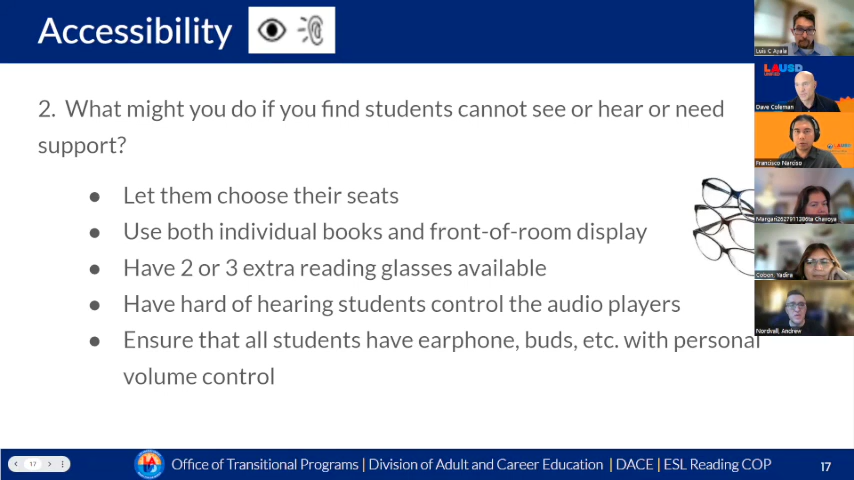 Accessibility
2. What might you do if you find students cannot see or hear or need
support?
● Let them choose their seats
● Use both individual books and front-of-room display
● Have 2 or 3 extra reading glasses available
● Have hard of hearing students control the audio players
● Ensure that all students have earphone, buds, etc. with personal
volume control
Luis C Ayala
LAUSD
UNIFIED
Dave Coleman
LAUSD
Francisco Narciso
Chavoya
Yadira
Nordvall, Andrew
17
Office of Transitional Programs | Division of Adult and Career Education | DACE | ESL Reading COP
17